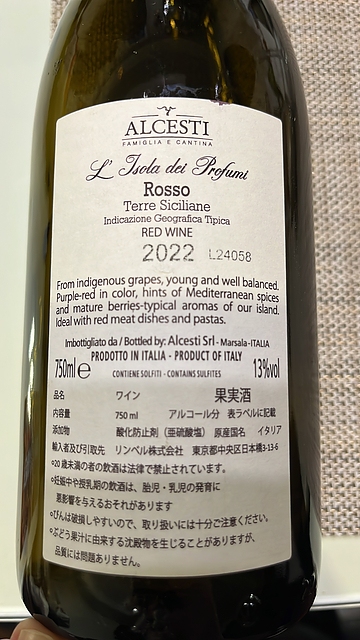 ALCESTI
FAMIGLIA E CANTINA
L'Isola dei Profumi
Rosso
Terre Siciliane
Indicazione Geografica Tipica
RED WINE
2022 L24058
From indigenous grapes, young and well balanced.
Purple-red in color, hints of Mediterranean spices
and mature berries-typical aromas of our island.
Ideal with red meat dishes and pastas.
Imbottigliato da / Bottled by: Alcesti Srl - Marsala-ITALIA
PRODOTTO IN ITALIA - PRODUCT OF ITALY
750ml e CONTIENE SOLFITI - CONTAINS SULFITES 13%vol
品名 ワイン 果実酒
内容量 750 ml アルコール分 表ラベルに記載
添加物 酸化防止剤（亜硫酸塩） 原産国名 イタリア
輸入者及び引取先 リンベル株式会社 東京都中央区日本橋3-13-6
○20歳未満の者の飲酒は法律で禁止されています。
○妊娠中や授乳期の飲酒は、胎児・乳児の発育に
悪影響を与えるおそれがあります
○びんは破損しやすいので、取り扱いには十分ご注意ください。
○ぶどう果汁に由来する沈殿物を生じることがありますが、
品質には問題ありません。